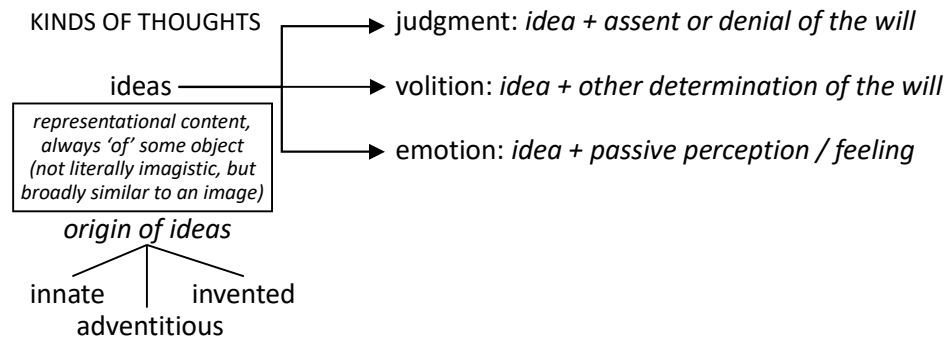 KINDS OF THOUGHTS
judgment: idea + assent or denial of the will
ideas
volition: idea + other determination of the will
representational content,
always ‘of’ some object
(not literally imagistic, but
broadly similar to an image)
emotion: idea + passive perception / feeling
origin of ideas
innate
invented
adventitious